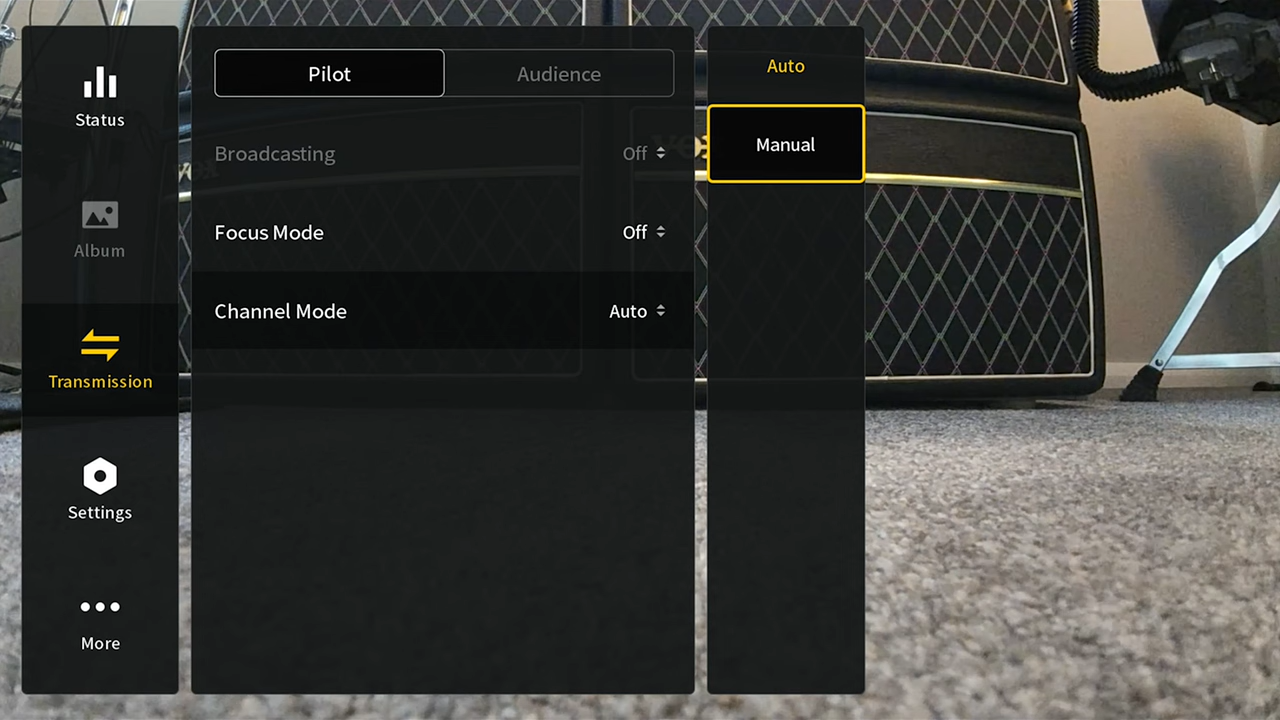 Status
Album
Transmission
Settings
More
Pilot
Audience
Broadcasting
Off
Focus Mode
Off
Channel Mode
Auto
Auto
Manual